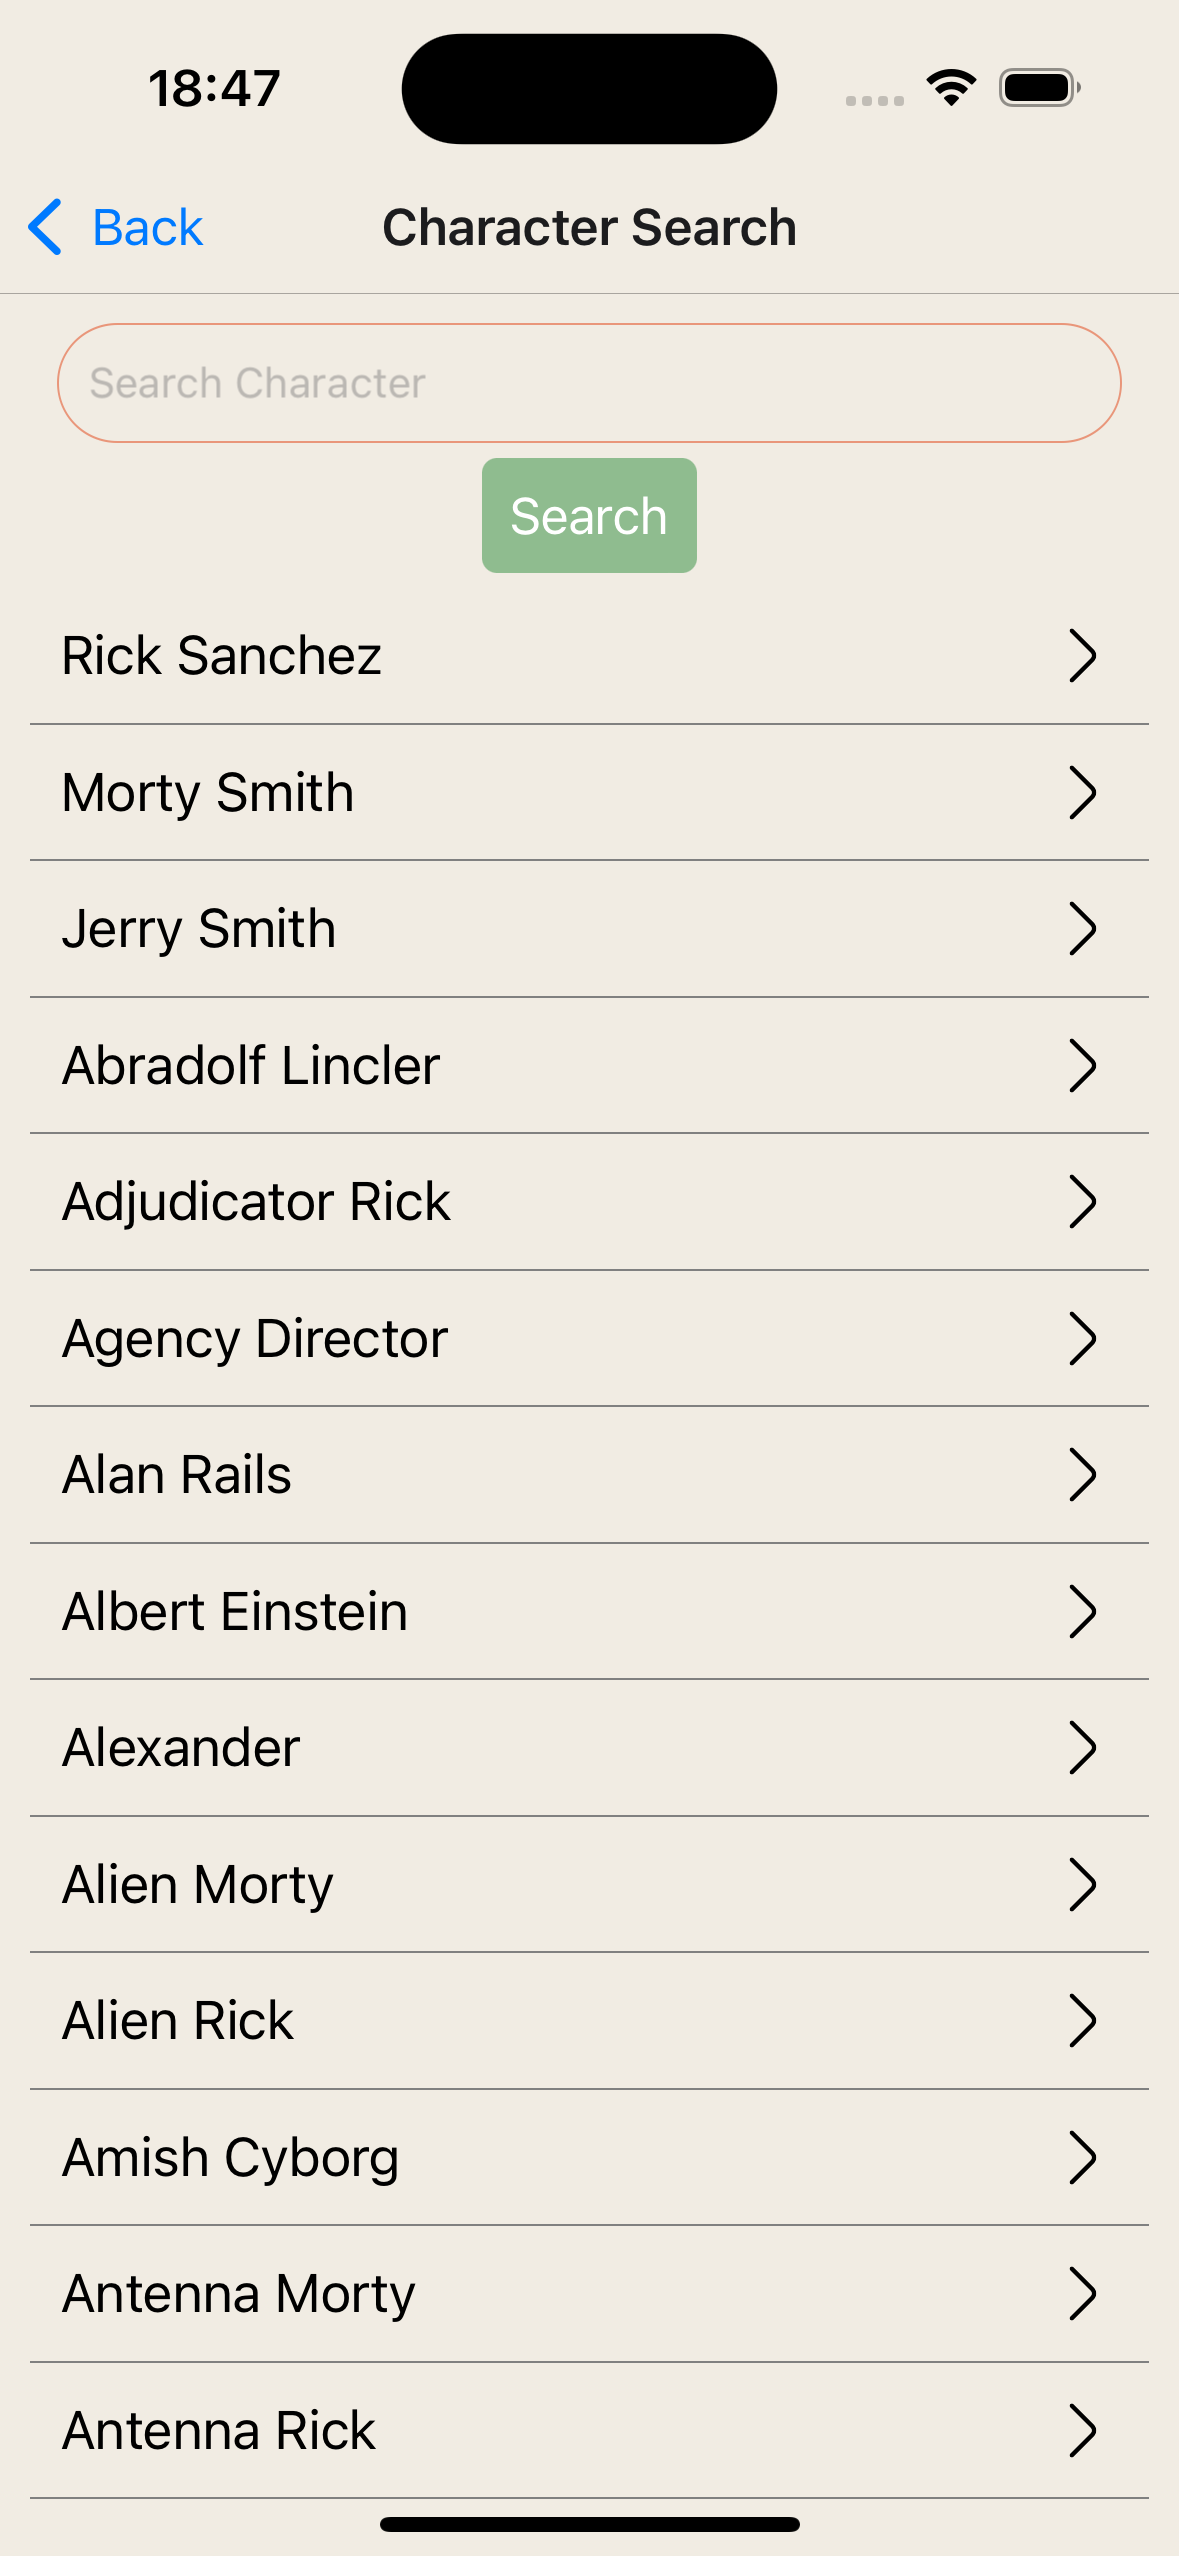 18:47
Back
Character Search
Search Character
Search
Rick Sanchez
Morty Smith
Jerry Smith
Abradolf Lincler
Adjudicator Rick
Agency Director
Alan Rails
Albert Einstein
Alexander
Alien Morty
Alien Rick
Amish Cyborg
Antenna Morty
Antenna Rick